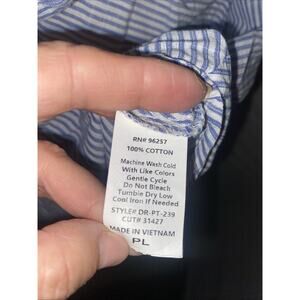 RN# 96257
100% COTTON
Machine Wash Cold
With Like Colors
Gentle Cycle
Do Not Bleach
Tumble Dry Low
Cool Iron If Needed
STYLE# DR-PT-239
CUT# 31427
MADE IN VIETNAM
PL